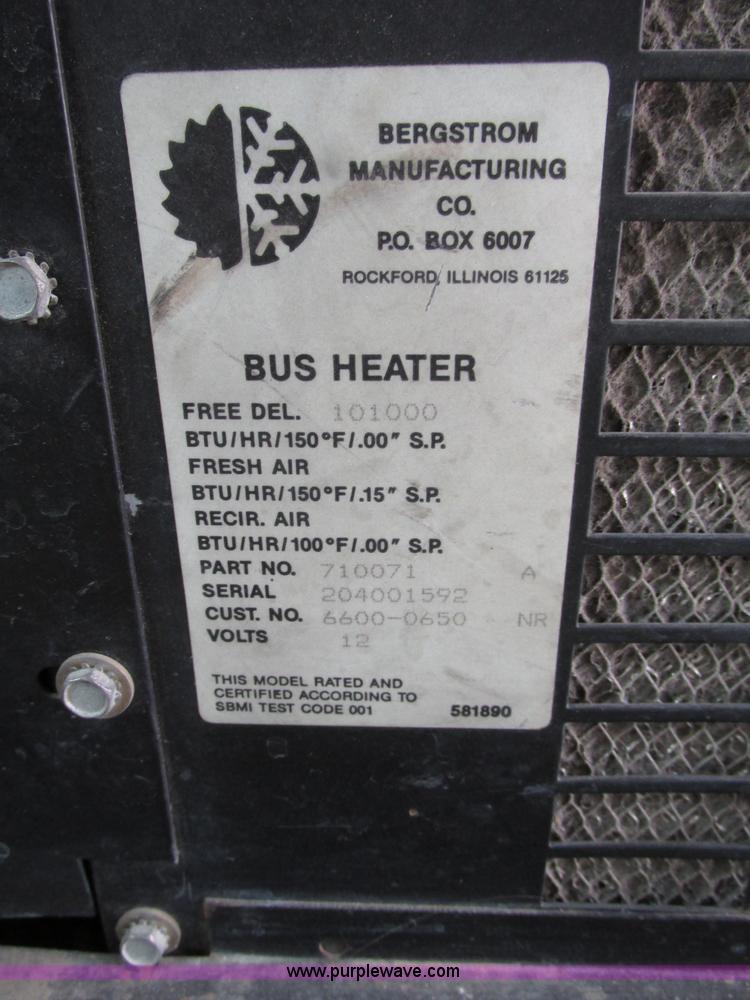 BERGSTROM
MANUFACTURING
CO.
P.O. BOX 6007
ROCKFORD, ILLINOIS 61125
BUS HEATER
FREE DEL. 101000
BTU/HR/150°F/.00" S.P.
FRESH AIR
BTU/HR/150°F/.15" S.P.
RECIR. AIR
BTU/HR/100°F/.00" S.P.
PART NO. 710071 A
SERIAL 204001592
CUST. NO. 6600-0650 NR
VOLTS 12
THIS MODEL RATED AND
CERTIFIED ACCORDING TO
SBMI TEST CODE 001 581890
www.purplewave.com